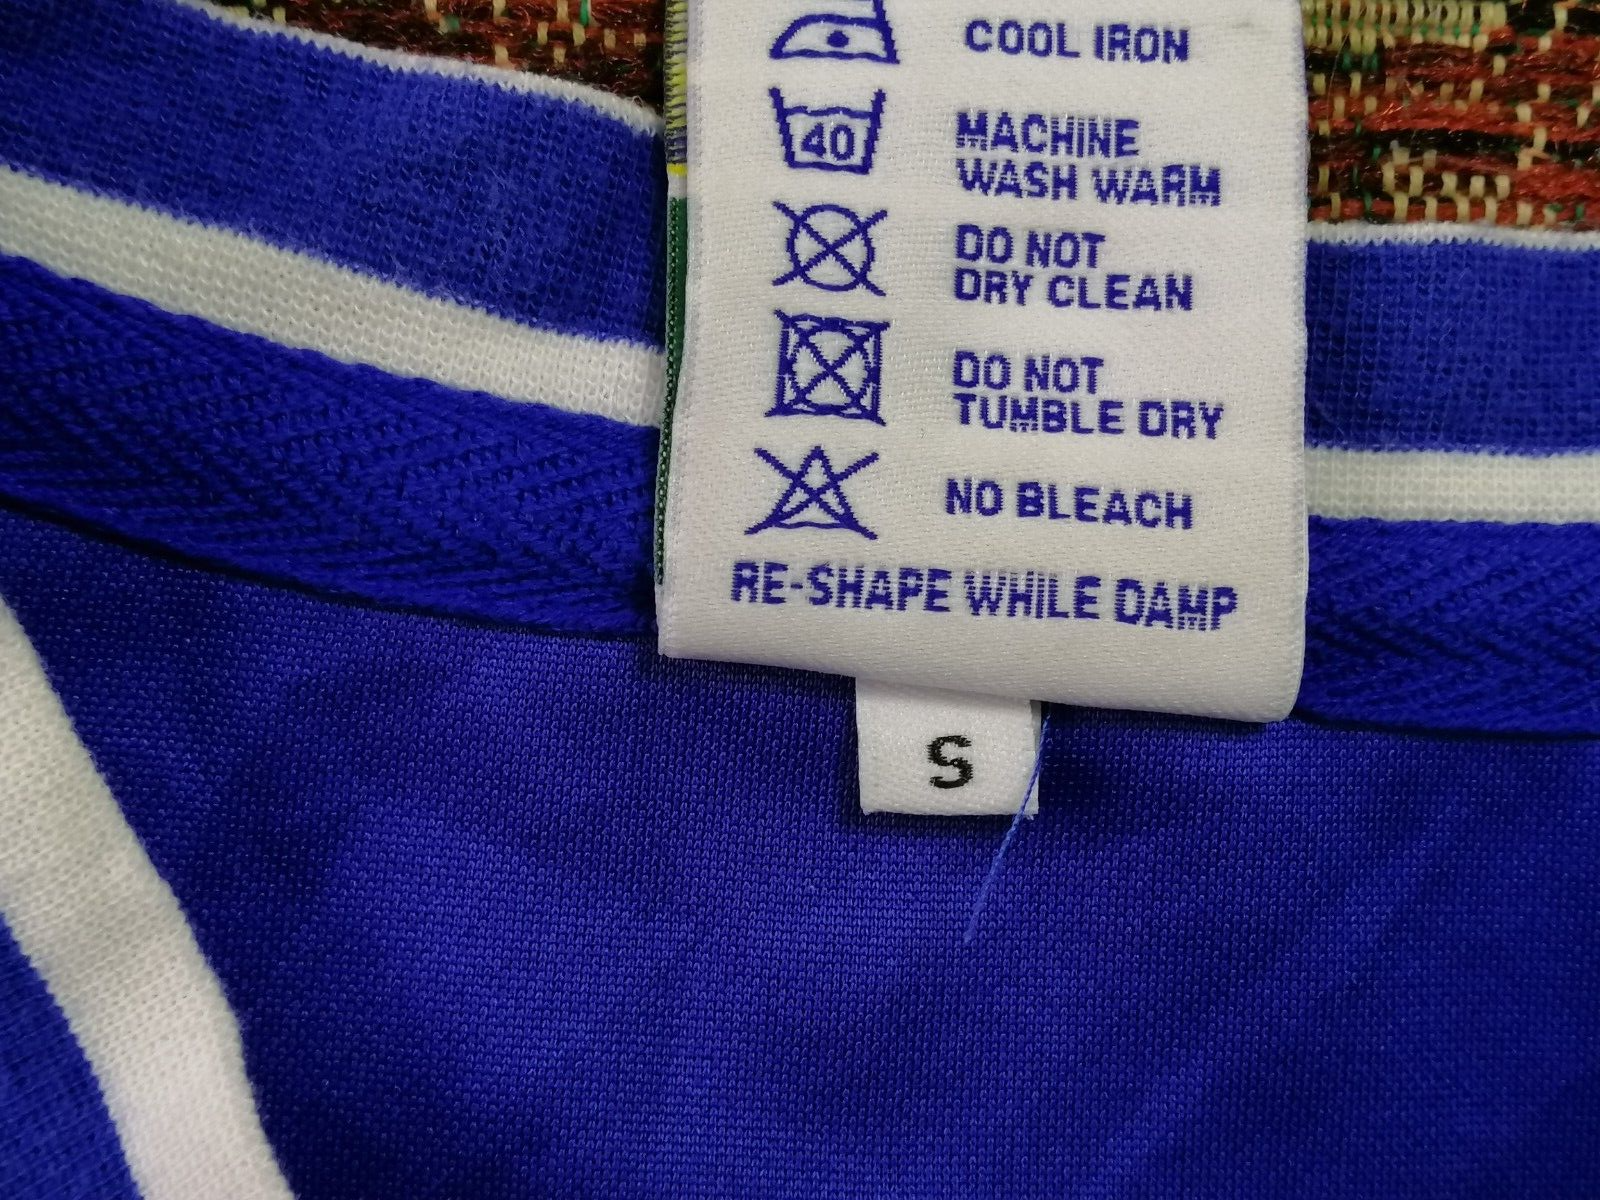 COOL IRON
40
MACHINE
WASH WARM
DO NOT
DRY CLEAN
DO NOT
TUMBLE DRY
NO BLEACH
RE-SHAPE WHILE DAMP
S